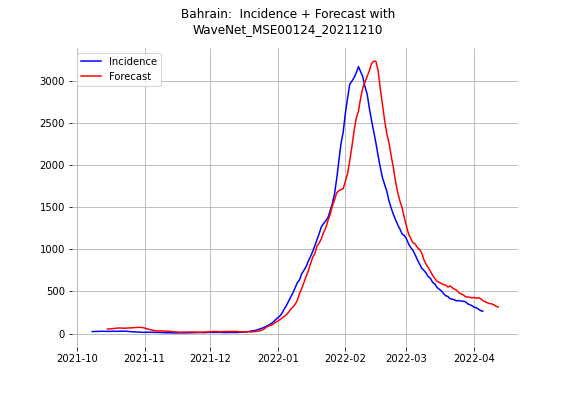 Bahrain:  Incidence + Forecast with
WaveNet_MSE00124_20211210
Incidence
Forecast
3000
2500
2000
1500
1000
500
0
2021-10 2021-11 2021-12 2022-01 2022-02 2022-03 2022-04